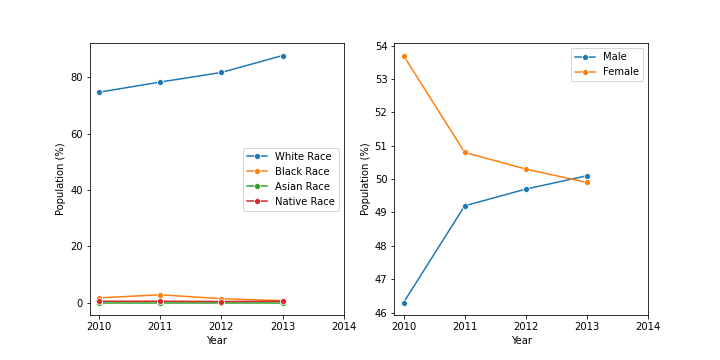 80
60
40
20
0
Population (%)
2010 2011 2012 2013 2014
Year
White Race
Black Race
Asian Race
Native Race
54
53
52
51
50
49
48
47
46
Population (%)
2010 2011 2012 2013 2014
Year
Male
Female